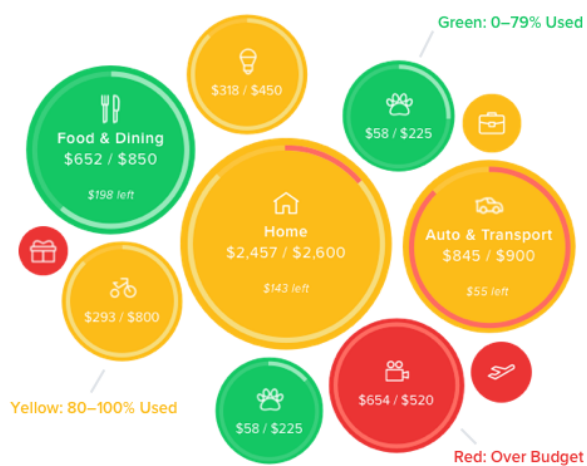 Green: 0–79% Used
$318 / $450
$58 / $225
Food & Dining
$652 / $850
$198 left
Home
$2,457 / $2,600
$143 left
Auto & Transport
$845 / $900
$55 left
$293 / $800
$58 / $225
$654 / $520
Yellow: 80–100% Used
Red: Over Budget